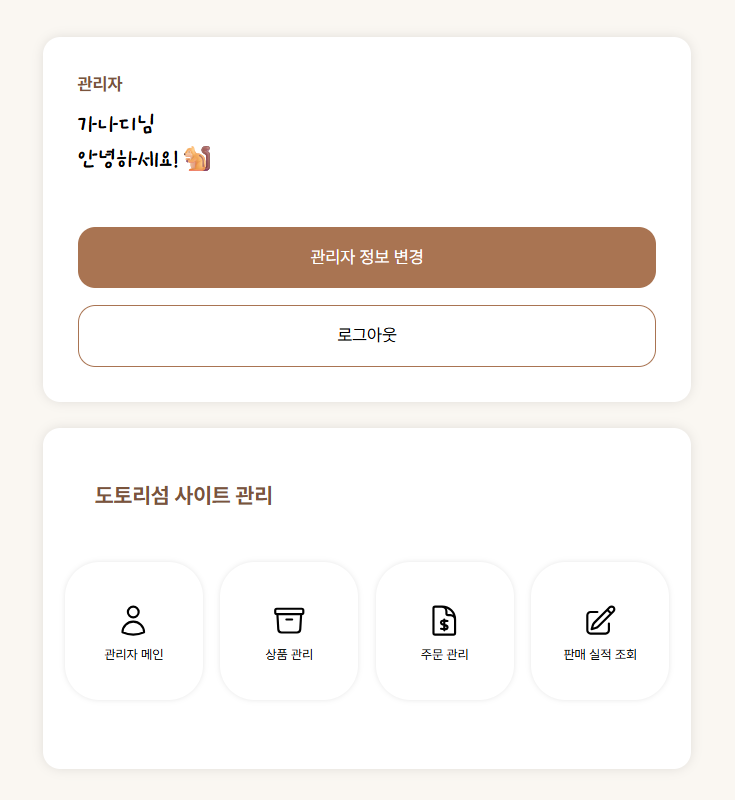 관리자
가나디님
안녕하세요! 🐿️
관리자 정보 변경
로그아웃
도토리섬 사이트 관리
관리자 메인
상품 관리
주문 관리
판매 실적 조회